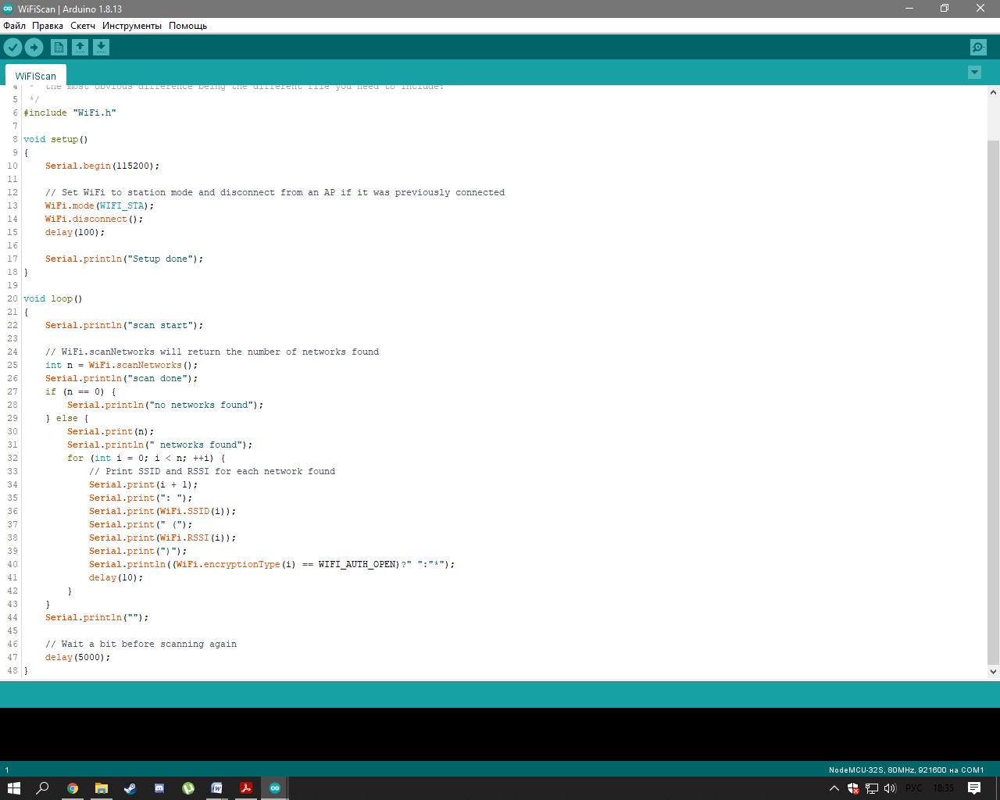 WiFiScan | Arduino 1.8.13
Файл Правка Скетч Инструменты Помощь
WiFiScan
4 * the most obvious difference being the different file you need to include.
5 */
6 #include "WiFi.h"
7
8 void setup()
9 {
10 Serial.begin(115200);
11
12 // Set WiFi to station mode and disconnect from an AP if it was previously connected
13 WiFi.mode(WIFI_STA);
14 WiFi.disconnect();
15 delay(100);
16
17 Serial.println("Setup done");
18 }
19
20 void loop()
21 {
22 Serial.println("scan start");
23
24 // WiFi.scanNetworks will return the number of networks found
25 int n = WiFi.scanNetworks();
26 Serial.println("scan done");
27 if (n == 0) {
28 Serial.println("no networks found");
29 } else {
30 Serial.print(n);
31 Serial.println(" networks found");
32 for (int i = 0; i < n; ++i) {
33 // Print SSID and RSSI for each network found
34 Serial.print(i + 1);
35 Serial.print(": ");
36 Serial.print(WiFi.SSID(i));
37 Serial.print(" (");
38 Serial.print(WiFi.RSSI(i));
39 Serial.print(")");
40 Serial.println((WiFi.encryptionType(i) == WIFI_AUTH_OPEN)?" ":"*");
41 delay(10);
42 }
43 }
44 Serial.println("");
45
46 // Wait a bit before scanning again
47 delay(5000);
48 }
1 NodeMCU-32S, 80MHz, 921600 на COM1
РУС 18:35